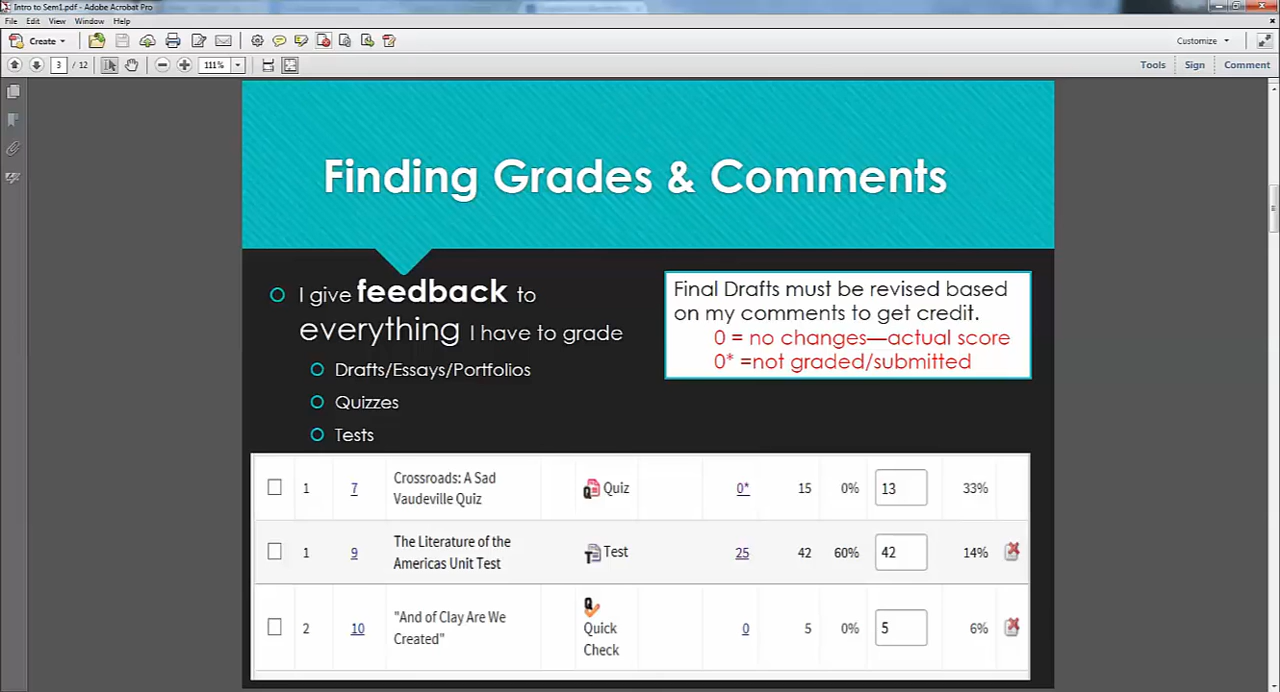 Intro to Sem1.pdf - Adobe Acrobat Pro
File Edit View Window Help
Create
Customize
3 / 12
111%
Tools Sign Comment
Finding Grades & Comments
I give feedback to
everything I have to grade
Drafts/Essays/Portfolios
Quizzes
Tests
Final Drafts must be revised based
on my comments to get credit.
0 = no changes—actual score
0* =not graded/submitted
1 7 Crossroads: A Sad
Vaudeville Quiz
Quiz 0* 15 0% 13 33%
1 9 The Literature of the
Americas Unit Test
Test 25 42 60% 42 14%
2 10 "And of Clay Are We
Created"
Quick
Check
0 5 0% 5 6%